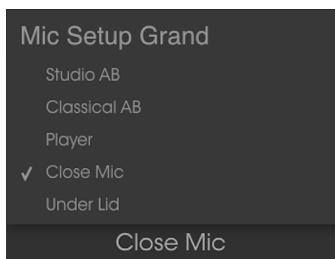 Mic Setup Grand
Studio AB
Classical AB
Player
✓ Close Mic
Under Lid
Close Mic